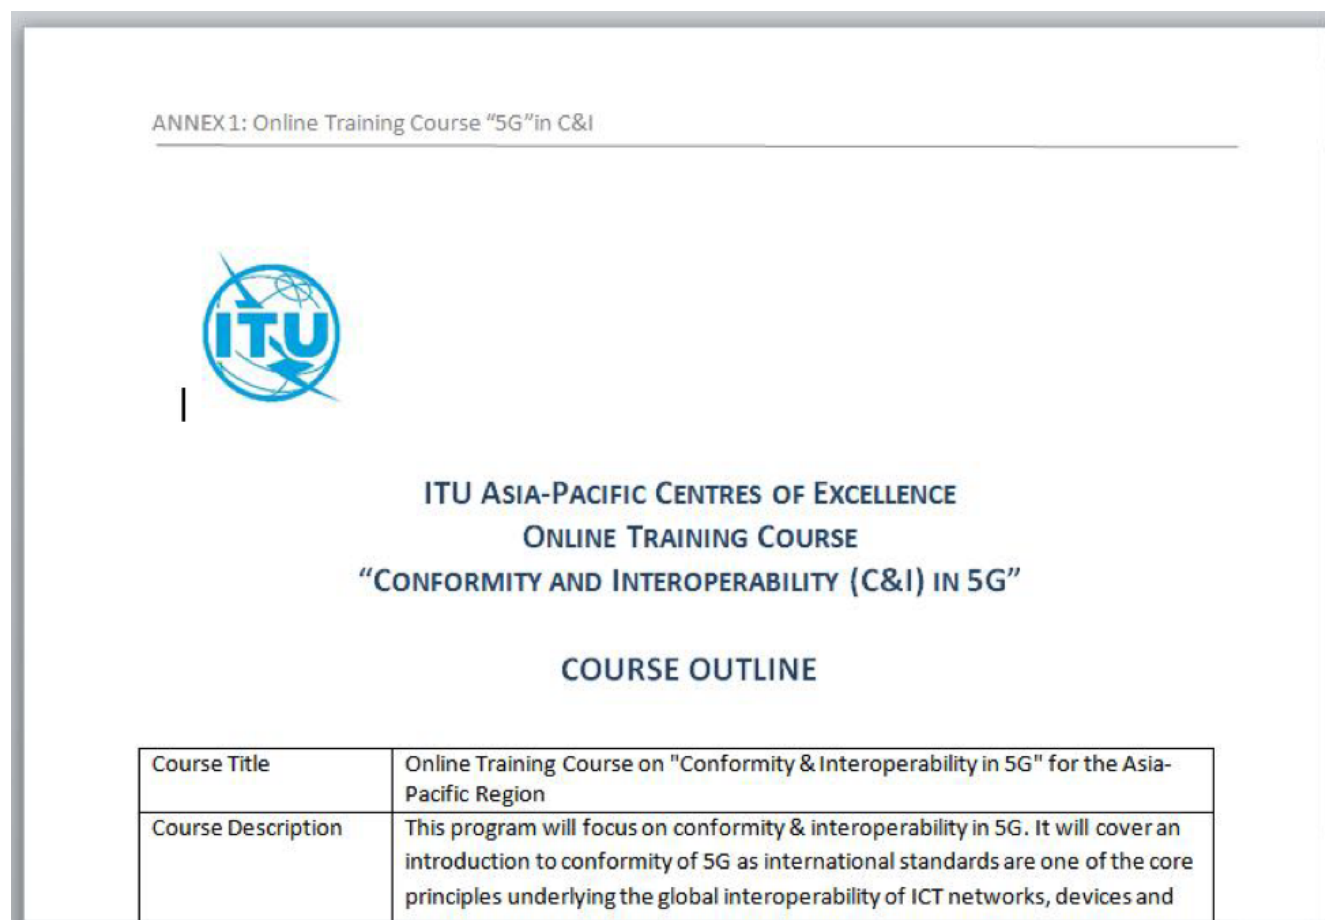 ANNEX 1: Online Training Course "5G"in C&I
ITU
ITU ASIA-PACIFIC CENTRES OF EXCELLENCE
ONLINE TRAINING COURSE
“CONFORMITY AND INTEROPERABILITY (C&I) IN 5G”
COURSE OUTLINE
Course Title
Online Training Course on "Conformity & Interoperability in 5G" for the Asia-
Pacific Region
Course Description
This program will focus on conformity & interoperability in 5G. It will cover an
introduction to conformity of 5G as international standards are one of the core
principles underlying the global interoperability of ICT networks, devices and